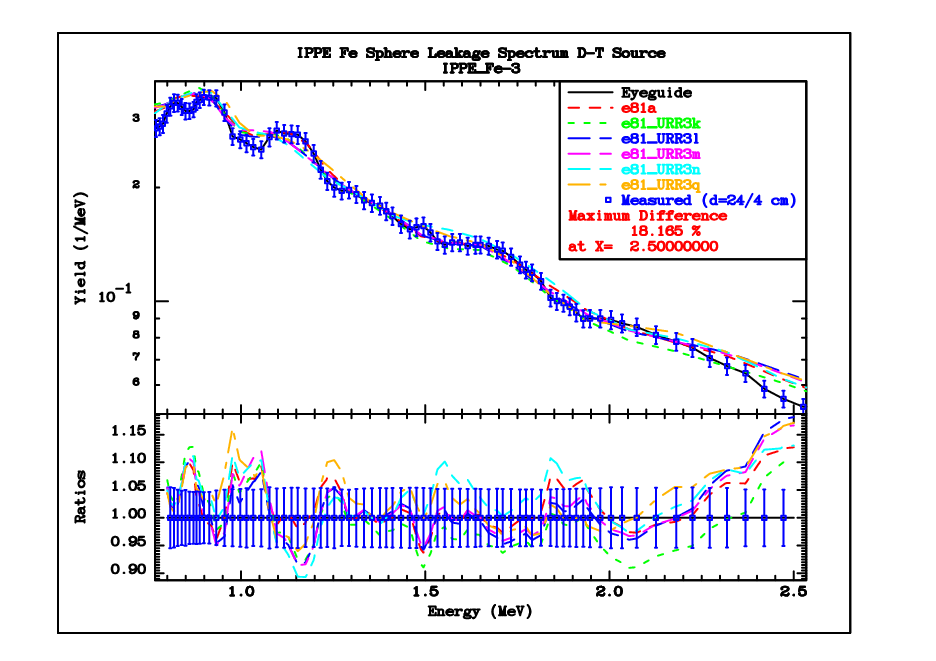 IPPE Fe Sphere Leakage Spectrum D-T Source
IPPE_Fe-3
Eyeguide
e81a
e81_URR3k
e81_URR3l
e81_URR3m
e81_URR3n
e81_URR3q
Measured (d=24/4 cm)
Maximum Difference
18.165 %
at X= 2.50000000
Yield (1/MeV)
3
2
10-1
9
8
7
6
Ratios
1.15
1.10
1.05
1.00
0.95
0.90
1.0 1.5 2.0 2.5
Energy (MeV)